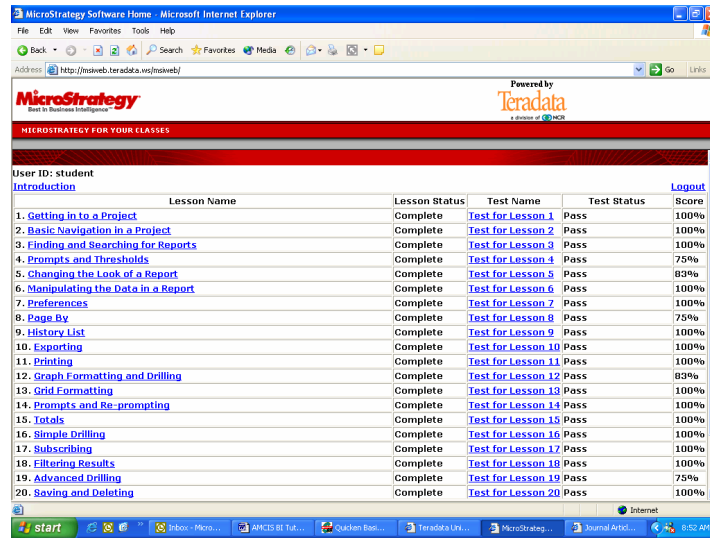 MicroStrategy Software Home - Microsoft Internet Explorer
File Edit View Favorites Tools Help
Back Search Favorites Media
Address http://msiweb.teradata.ws/msiweb/ Go Links
MicroStrategy
Best In Business Intelligence
Powered by
Teradata
a division of NCR
MICROSTRATEGY FOR YOUR CLASSES
User ID: student
Introduction Logout
Lesson Name Lesson Status Test Name Test Status Score
1. Getting in to a Project Complete Test for Lesson 1 Pass 100%
2. Basic Navigation in a Project Complete Test for Lesson 2 Pass 100%
3. Finding and Searching for Reports Complete Test for Lesson 3 Pass 100%
4. Prompts and Thresholds Complete Test for Lesson 4 Pass 75%
5. Changing the Look of a Report Complete Test for Lesson 5 Pass 83%
6. Manipulating the Data in a Report Complete Test for Lesson 6 Pass 100%
7. Preferences Complete Test for Lesson 7 Pass 100%
8. Page By Complete Test for Lesson 8 Pass 75%
9. History List Complete Test for Lesson 9 Pass 100%
10. Exporting Complete Test for Lesson 10 Pass 100%
11. Printing Complete Test for Lesson 11 Pass 100%
12. Graph Formatting and Drilling Complete Test for Lesson 12 Pass 83%
13. Grid Formatting Complete Test for Lesson 13 Pass 100%
14. Prompts and Re-prompting Complete Test for Lesson 14 Pass 100%
15. Totals Complete Test for Lesson 15 Pass 100%
16. Simple Drilling Complete Test for Lesson 16 Pass 100%
17. Subscribing Complete Test for Lesson 17 Pass 100%
18. Filtering Results Complete Test for Lesson 18 Pass 100%
19. Advanced Drilling Complete Test for Lesson 19 Pass 75%
20. Saving and Deleting Complete Test for Lesson 20 Pass 100%
Internet
start Inbox - Micro... AMCIS BI Tut... Quicken Basi... Teradata Uni... MicroStrateg... Journal Articl... 8:52 AM